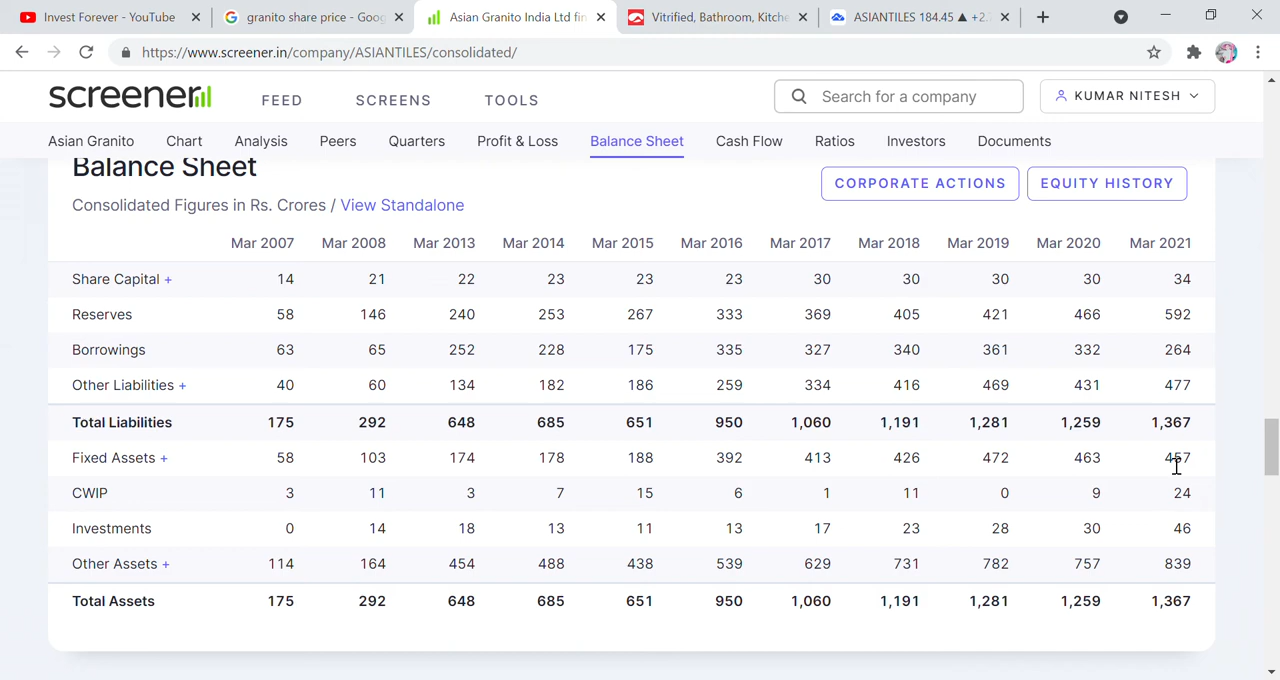 Invest Forever - YouTube
granito share price - Goog
Asian Granito India Ltd fin
Vitrified, Bathroom, Kitche
ASIANTILES 184.45 ▲ +2.
https://www.screener.in/company/ASIANTILES/consolidated/
screener
FEED SCREENS TOOLS
Search for a company
KUMAR NITESH
Asian Granito Chart Analysis Peers Quarters Profit & Loss Balance Sheet Cash Flow Ratios Investors Documents
Balance Sheet
CORPORATE ACTIONS EQUITY HISTORY
Consolidated Figures in Rs. Crores / View Standalone
Mar 2007 Mar 2008 Mar 2013 Mar 2014 Mar 2015 Mar 2016 Mar 2017 Mar 2018 Mar 2019 Mar 2020 Mar 2021
Share Capital + 14 21 22 23 23 23 30 30 30 30 34
Reserves 58 146 240 253 267 333 369 405 421 466 592
Borrowings 63 65 252 228 175 335 327 340 361 332 264
Other Liabilities + 40 60 134 182 186 259 334 416 469 431 477
Total Liabilities 175 292 648 685 651 950 1,060 1,191 1,281 1,259 1,367
Fixed Assets + 58 103 174 178 188 392 413 426 472 463 457
CWIP 3 11 3 7 15 6 1 11 0 9 24
Investments 0 14 18 13 11 13 17 23 28 30 46
Other Assets + 114 164 454 488 438 539 629 731 782 757 839
Total Assets 175 292 648 685 651 950 1,060 1,191 1,281 1,259 1,367